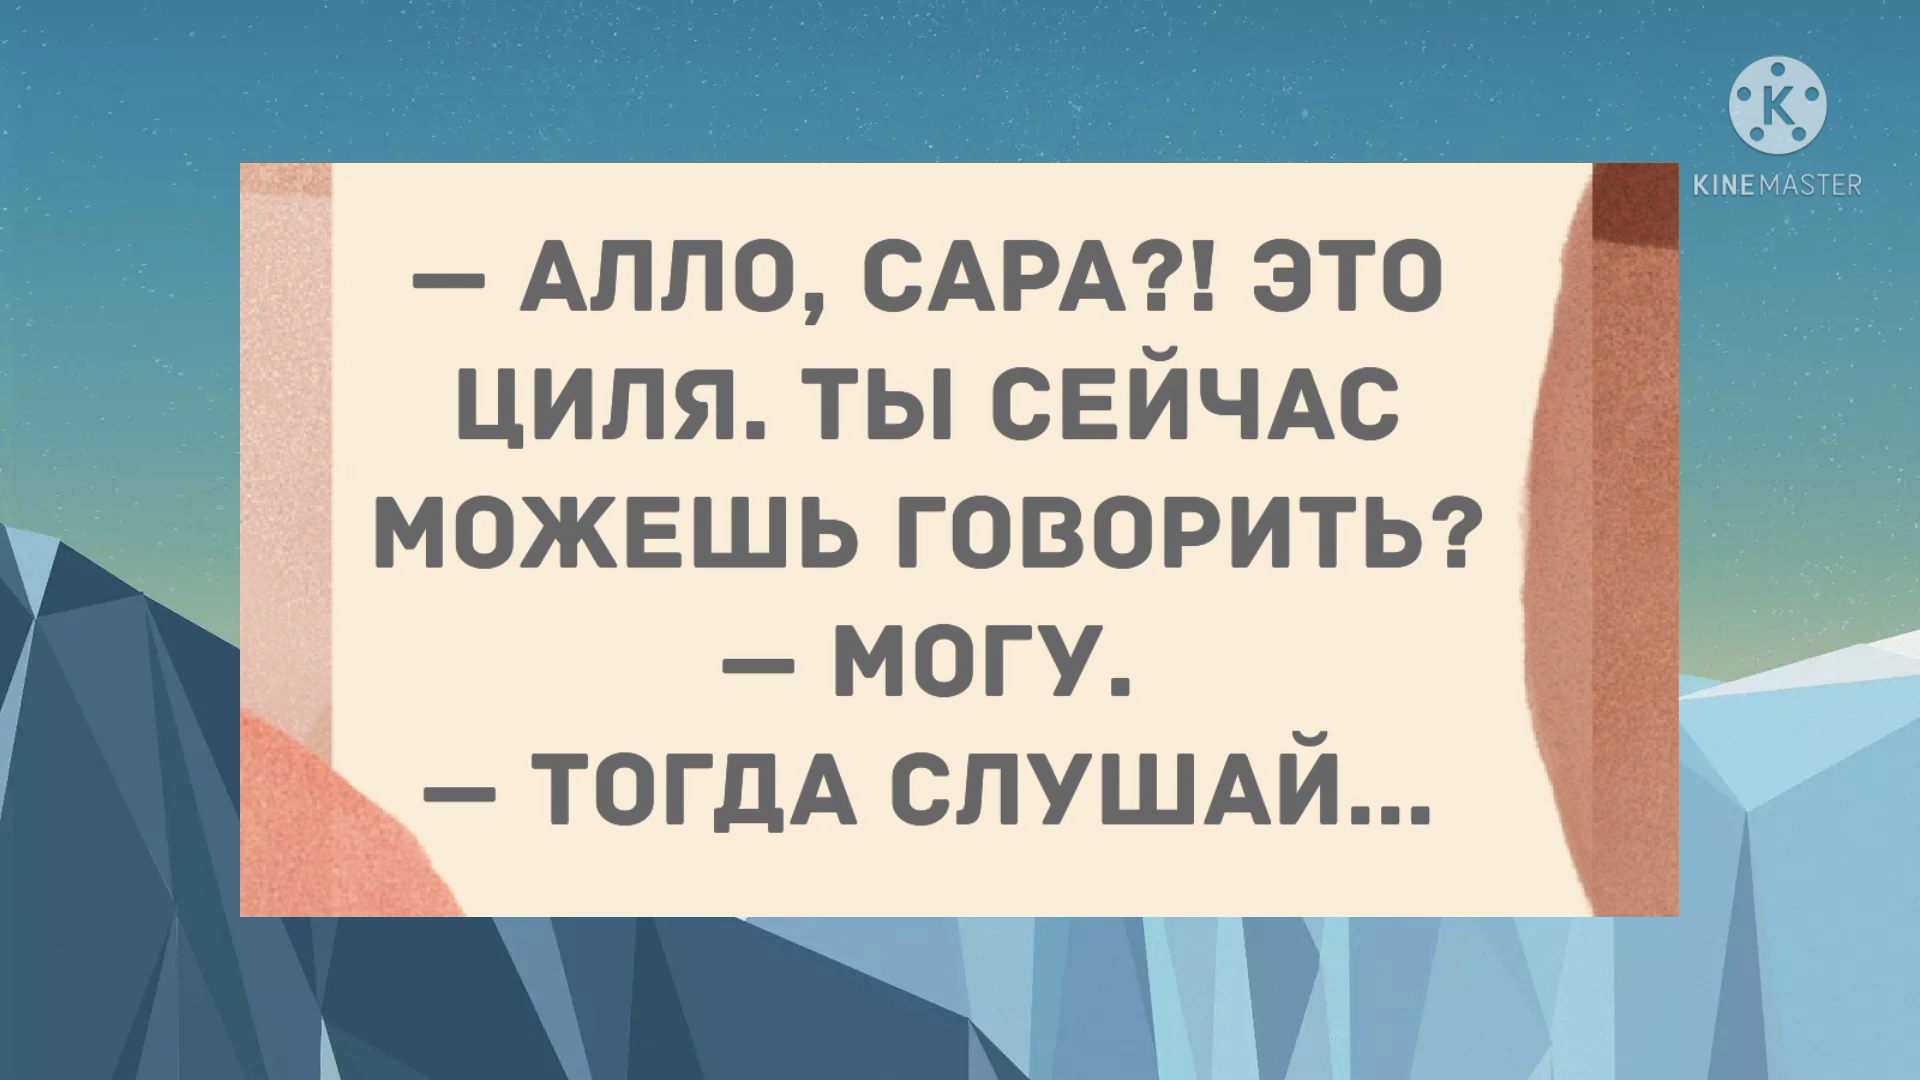 K
KINEMASTER
— АЛЛО, САРА?! ЭТО
ЦИЛЯ. ТЫ СЕЙЧАС
МОЖЕШЬ ГОВОРИТЬ?
— МОГУ.
— ТОГДА СЛУШАЙ...